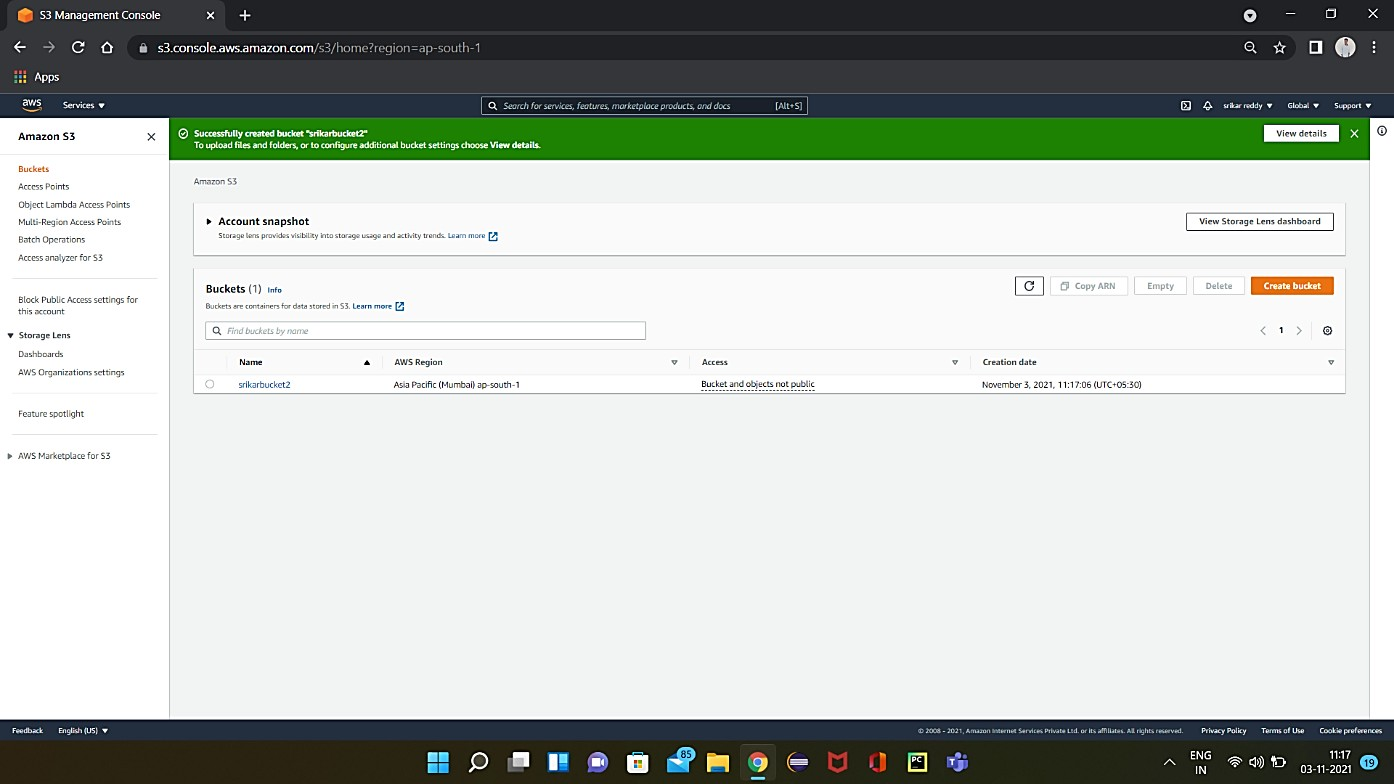 S3 Management Console
s3.console.aws.amazon.com/s3/home?region=ap-south-1
Apps
aws
Services
Search for services, features, marketplace products, and docs [Alt+S]
srikar reddy
Global
Support
Amazon S3
Buckets
Access Points
Object Lambda Access Points
Multi-Region Access Points
Batch Operations
Access analyzer for S3
Block Public Access settings for
this account
Storage Lens
Dashboards
AWS Organizations settings
Feature spotlight
AWS Marketplace for S3
Successfully created bucket "srikarbucket2"
To upload files and folders, or to configure additional bucket settings choose View details.
View details
Amazon S3
Account snapshot
Storage lens provides visibility into storage usage and activity trends. Learn more
View Storage Lens dashboard
Buckets (1) Info
Buckets are containers for data stored in S3. Learn more
Copy ARN
Empty
Delete
Create bucket
Find buckets by name
1
Name AWS Region Access Creation date
srikarbucket2 Asia Pacific (Mumbai) ap-south-1 Bucket and objects not public November 3, 2021, 11:17:06 (UTC+05:30)
Feedback
English (US)
© 2008 - 2021, Amazon Internet Services Private Ltd. or its affiliates. All rights reserved.
Privacy Policy
Terms of Use
Cookie preferences
85
PC
ENG
IN
11:17
03-11-2021
19